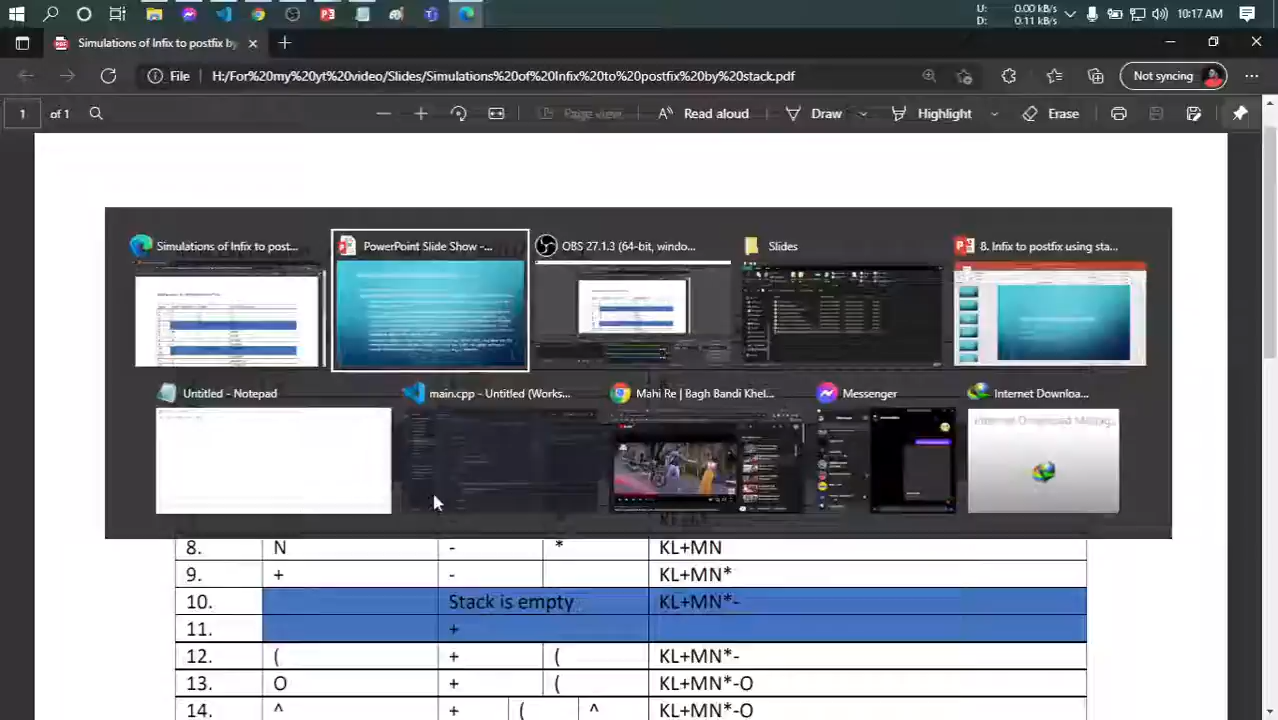 U: 0.00 kB/s
D: 0.11 kB/s
10:17 AM
Simulations of Infix to postfix by
File H:/For%20my%20yt%20video/Slides/Simulations%20of%20Infix%20to%20postfix%20by%20stack.pdf
Not syncing
1 of 1
Page view
Read aloud
Draw
Highlight
Erase
Simulations of Infix to post...
PowerPoint Slide Show -...
OBS 27.1.3 (64-bit, windo...
Slides
8. Infix to postfix using sta...
Untitled - Notepad
main.cpp - Untitled (Works...
Mahi Re | Bagh Bandi Khel...
Messenger
Internet Downloa...
8. N - * KL+MN
9. + - KL+MN*
10. Stack is empty KL+MN*-
11. +
12. ( + ( KL+MN*-
13. O + ( KL+MN*-O
14. ^ + ( ^ KL+MN*-O